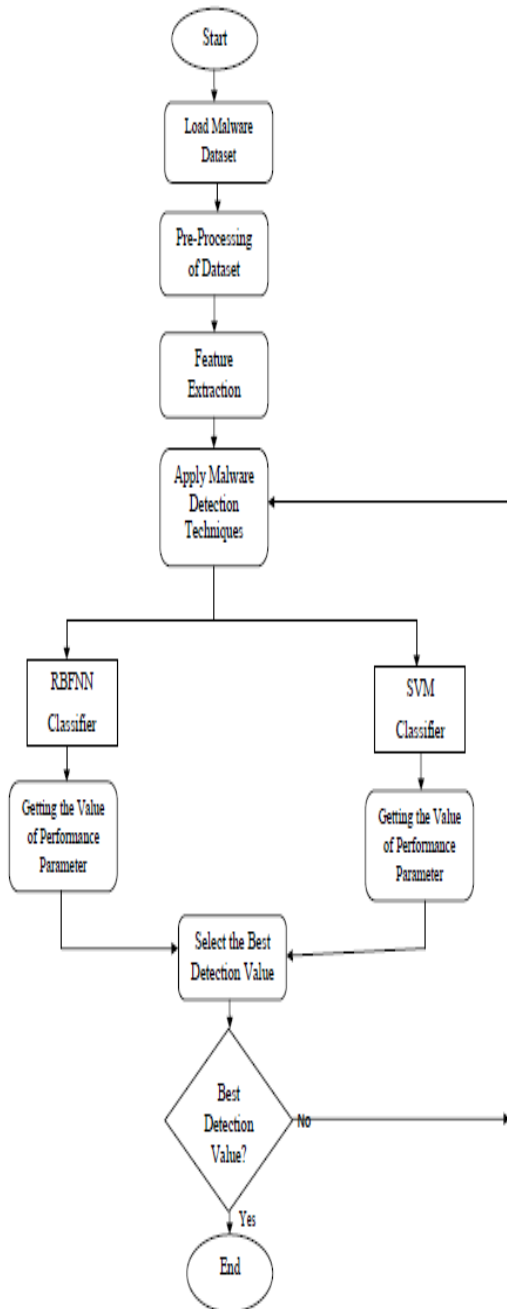 Start
Load Malware
Dataset
Pre-Processing
of Dataset
Feature
Extraction
Apply Malware
Detection
Techniques
RBFNN
Classifier
SVM
Classifier
Getting the Value
of Performance
Parameter
Getting the Value
of Performance
Parameter
Select the Best
Detection Value
Best
Detection
Value?
No
Yes
End